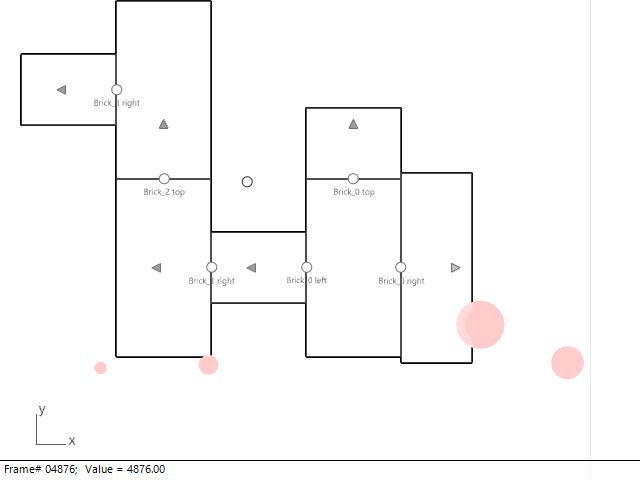 Brick_1 right
Brick_2 top
Brick_0 top
Brick_1 right
Brick_0 left
Brick_0 right
y
x
Frame# 04876; Value = 4876.00